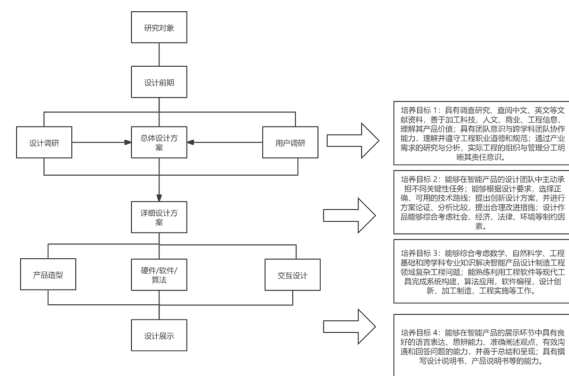 研究对象
设计前期
设计调研
总体设计方
案
用户调研
详细设计方
案
产品造型
硬件/软件/
算法
交互设计
设计展示
培养目标 1：具有调查研究、查阅中文、英文等文
献资料，善于加工科技、人文、商业、工程信息，
理解其产品价值；具有团队意识与跨学科团队协作
能力，理解并遵守工程职业道德和规范；通过产业
需求的研究与分析，实际工程的组织与管理分工明
晰其责任意识。
培养目标 2：能够在智能产品的设计团队中主动承
担不同关键性任务；能够根据设计要求，选择正
确、可用的技术路线；提出创新设计方案，并进行
方案论证、分析比较，提出合理改进措施；设计作
品能够综合考虑社会、经济、法律、环境等制约因
素。
培养目标 3：能够综合考虑数学、自然科学、工程
基础和跨学科专业知识解决智能产品设计制造工程
领域复杂工程问题；能熟练利用工程软件等现代工
具完成系统构建，算法应用，软件编程，设计创
新，加工制造，工程实施等工作。
培养目标 4：能够在智能产品的展示环节中具有良
好的语言表达、思辨能力、准确阐述观点，有效沟
通和回答问题的能力，并善于总结和呈现；具有撰
写设计说明书，产品说明书等的能力。